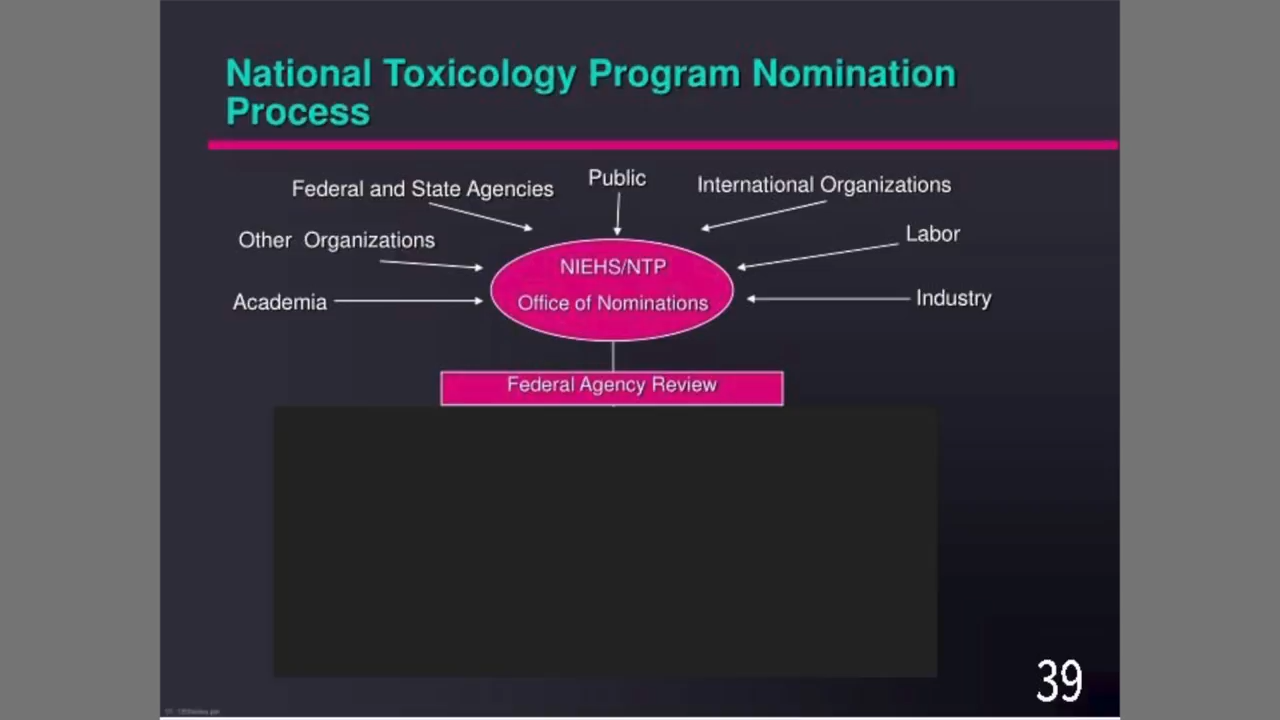 National Toxicology Program Nomination
Process
Public
Federal and State Agencies
International Organizations
Other Organizations
Labor
NIEHS/NTP
Office of Nominations
Academia
Industry
Federal Agency Review
39